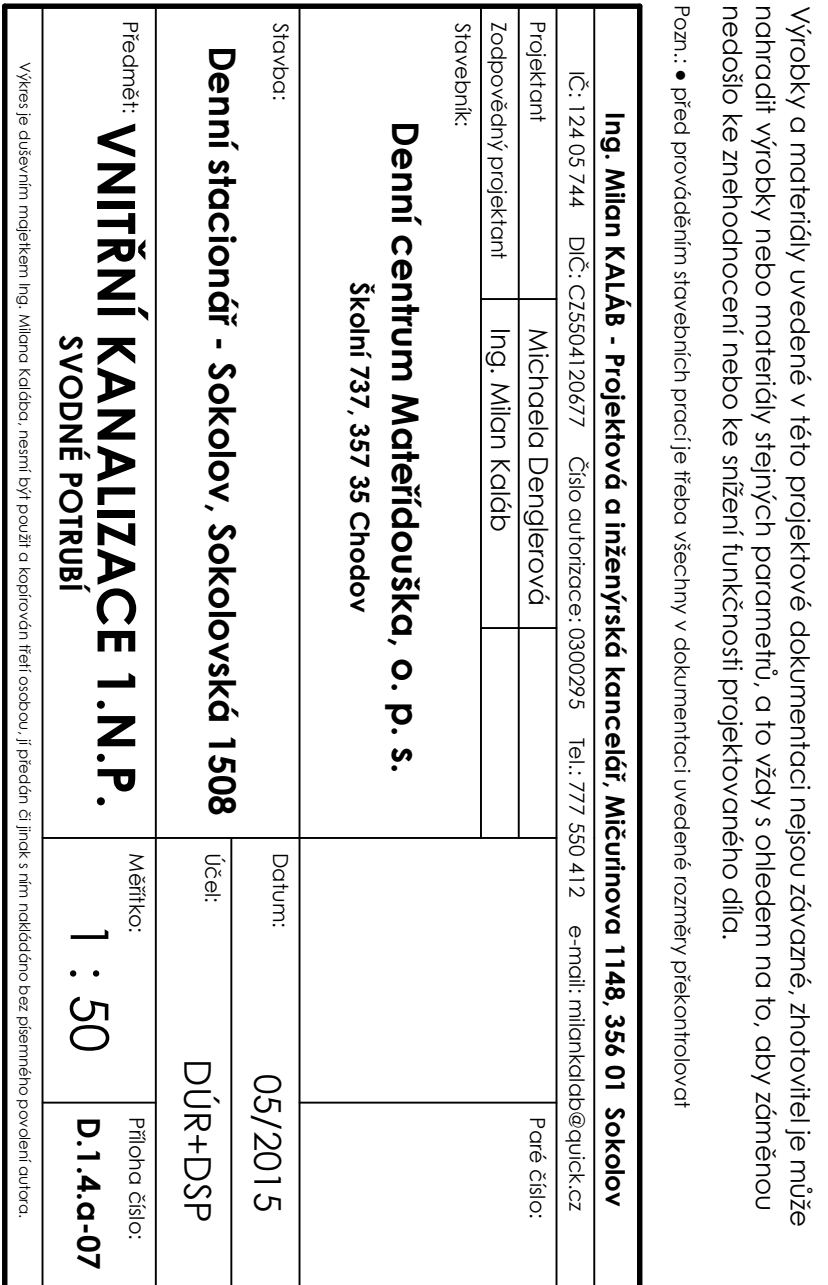 Výrobky a materiály uvedené v této projektové dokumentaci nejsou závazné, zhotovitel je může
nahradit výrobky nebo materiály stejných parametrů, a to vždy s ohledem na to, aby záměnou
nedošlo ke znehodnocení nebo ke snížení funkčnosti projektovaného díla.
Pozn.: • před prováděním stavebních prací je třeba všechny v dokumentaci uvedené rozměry překontrolovat
Ing. Milan KALÁB - Projektová a inženýrská kancelář, Mičurinova 1148, 356 01 Sokolov
IČ: 124 05 744 DIČ: CZ5504120677 Číslo autorizace: 0300295 Tel.: 777 550 412 e-mail: milankalab@quick.cz
Projektant Michaela Denglerová
Zodpovědný projektant Ing. Milan Kaláb
Paré číslo:
Stavebník:
Denní centrum Mateřídouška, o. p. s.
Školní 737, 357 35 Chodov
Stavba:
Denní stacionář - Sokolov, Sokolovská 1508
Datum: 05/2015
Účel: DÚR+DSP
Předmět: VNITŘNÍ KANALIZACE 1.N.P.
SVODNÉ POTRUBÍ
Měřítko:
1 : 50
Příloha číslo:
D.1.4.a-07
Výkres je duševním majetkem Ing. Milana Kalába, nesmí být použit a kopírován třetí osobou, jí předán či jinak s ním nakládáno bez písemného povolení autora.